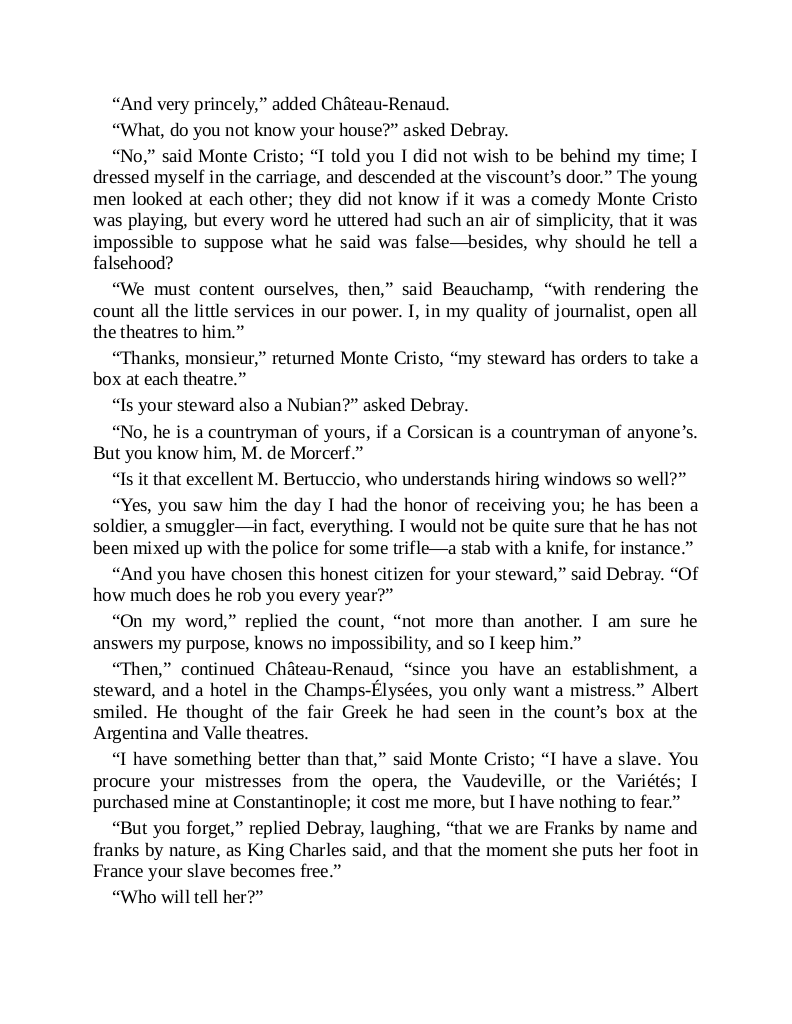 “And very princely,” added Château-Renaud.
“What, do you not know your house?” asked Debray.
“No,” said Monte Cristo; “I told you I did not wish to be behind my time; I
dressed myself in the carriage, and descended at the viscount’s door.” The young
men looked at each other; they did not know if it was a comedy Monte Cristo
was playing, but every word he uttered had such an air of simplicity, that it was
impossible to suppose what he said was false—besides, why should he tell a
falsehood?
“We must content ourselves, then,” said Beauchamp, “with rendering the
count all the little services in our power. I, in my quality of journalist, open all
the theatres to him.”
“Thanks, monsieur,” returned Monte Cristo, “my steward has orders to take a
box at each theatre.”
“Is your steward also a Nubian?” asked Debray.
“No, he is a countryman of yours, if a Corsican is a countryman of anyone’s.
But you know him, M. de Morcerf.”
“Is it that excellent M. Bertuccio, who understands hiring windows so well?”
“Yes, you saw him the day I had the honor of receiving you; he has been a
soldier, a smuggler—in fact, everything. I would not be quite sure that he has not
been mixed up with the police for some trifle—a stab with a knife, for instance.”
“And you have chosen this honest citizen for your steward,” said Debray. “Of
how much does he rob you every year?”
“On my word,” replied the count, “not more than another. I am sure he
answers my purpose, knows no impossibility, and so I keep him.”
“Then,” continued Château-Renaud, “since you have an establishment, a
steward, and a hotel in the Champs-Élysées, you only want a mistress.” Albert
smiled. He thought of the fair Greek he had seen in the count’s box at the
Argentina and Valle theatres.
“I have something better than that,” said Monte Cristo; “I have a slave. You
procure your mistresses from the opera, the Vaudeville, or the Variétés; I
purchased mine at Constantinople; it cost me more, but I have nothing to fear.”
“But you forget,” replied Debray, laughing, “that we are Franks by name and
franks by nature, as King Charles said, and that the moment she puts her foot in
France your slave becomes free.”
“Who will tell her?”